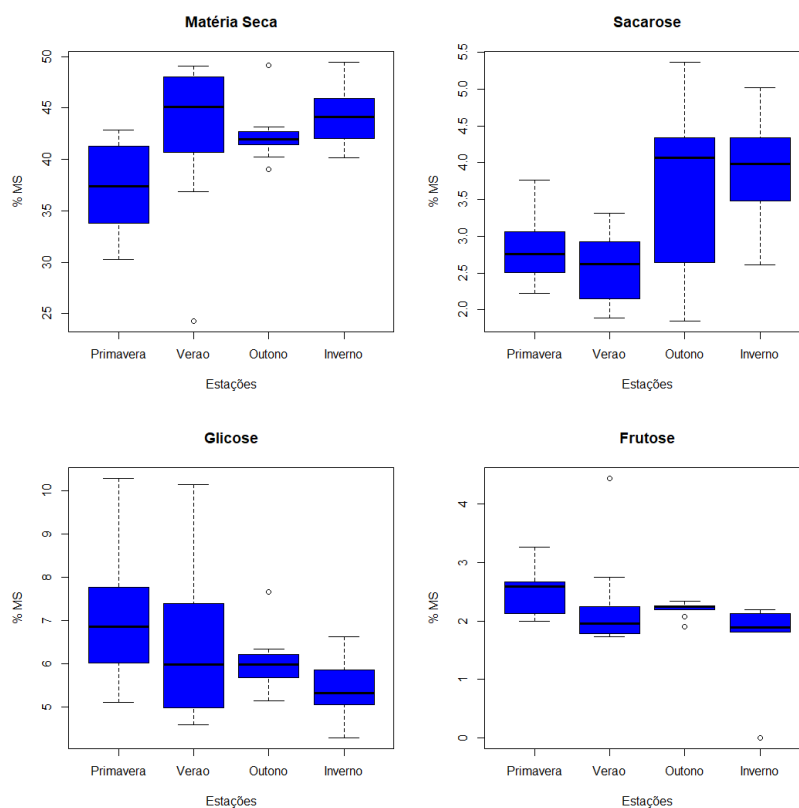 Matéria Seca
% MS
50
45
40
35
30
25
Primavera Verao Outono Inverno
Estações
Sacarose
% MS
5.5
5.0
4.5
4.0
3.5
3.0
2.5
2.0
Primavera Verao Outono Inverno
Estações
Glicose
% MS
10
9
8
7
6
5
Primavera Verao Outono Inverno
Estações
Frutose
% MS
4
3
2
1
0
Primavera Verao Outono Inverno
Estações